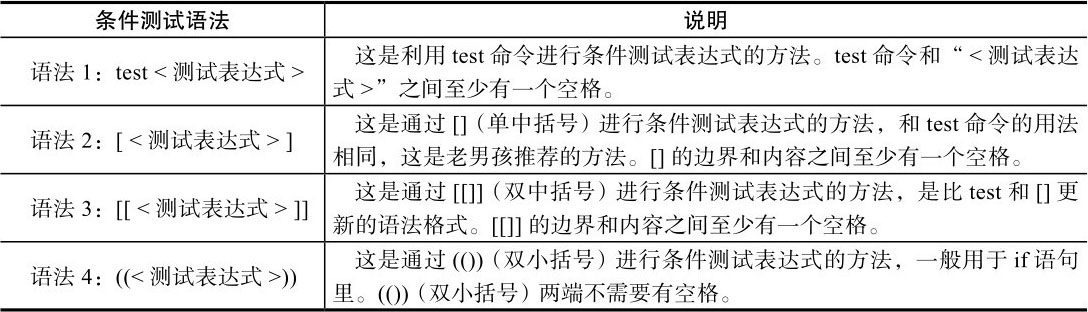 条件测试语法 说明
语法 1：test < 测试表达式 >
这是利用 test 命令进行条件测试表达式的方法。test 命令和“ < 测试表达
式 >”之间至少有一个空格。
语法 2：[ < 测试表达式 > ]
这是通过 []（单中括号）进行条件测试表达式的方法，和 test 命令的用法
相同，这是老男孩推荐的方法。[] 的边界和内容之间至少有一个空格。
语法 3：[[ < 测试表达式 > ]]
这是通过 [[]]（双中括号）进行条件测试表达式的方法，是比 test 和 [] 更
新的语法格式。[[]] 的边界和内容之间至少有一个空格。
语法 4：((< 测试表达式 >))
这是通过 (())（双小括号）进行条件测试表达式的方法，一般用于 if 语句
里。(())（双小括号）两端不需要有空格。